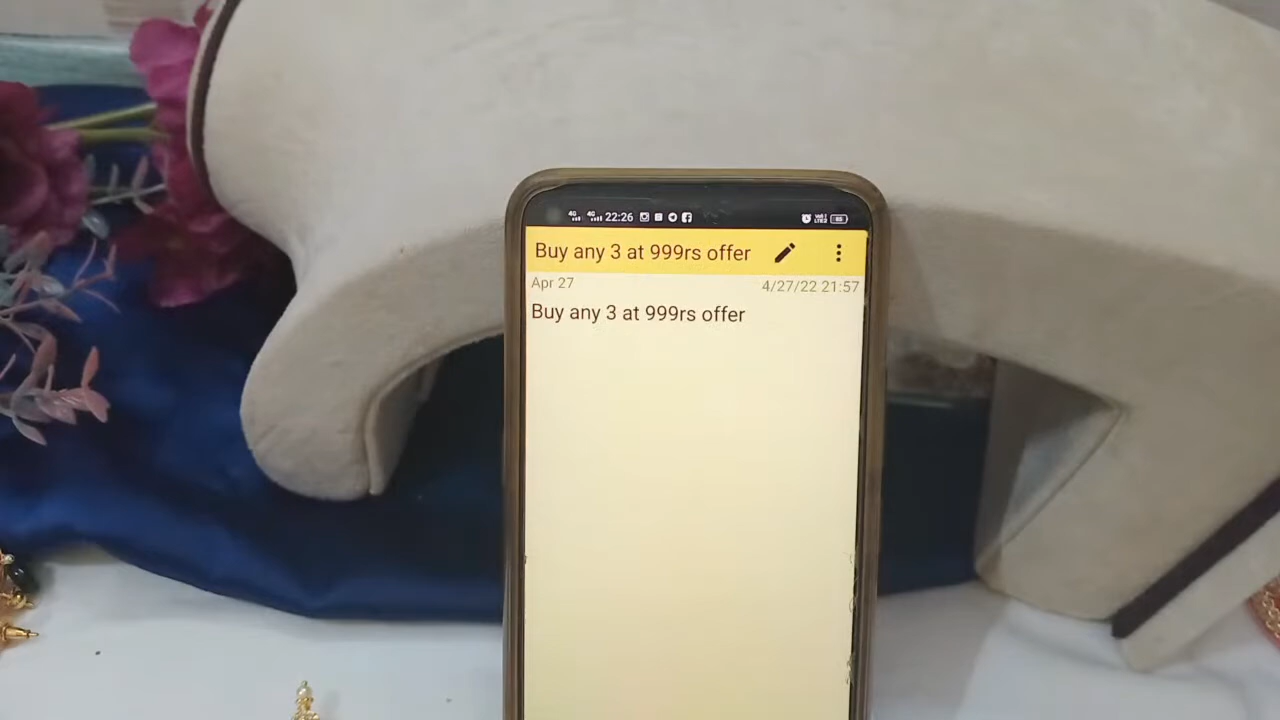 22:26
Buy any 3 at 999rs offer
Apr 27
4/27/22 21:57
Buy any 3 at 999rs offer